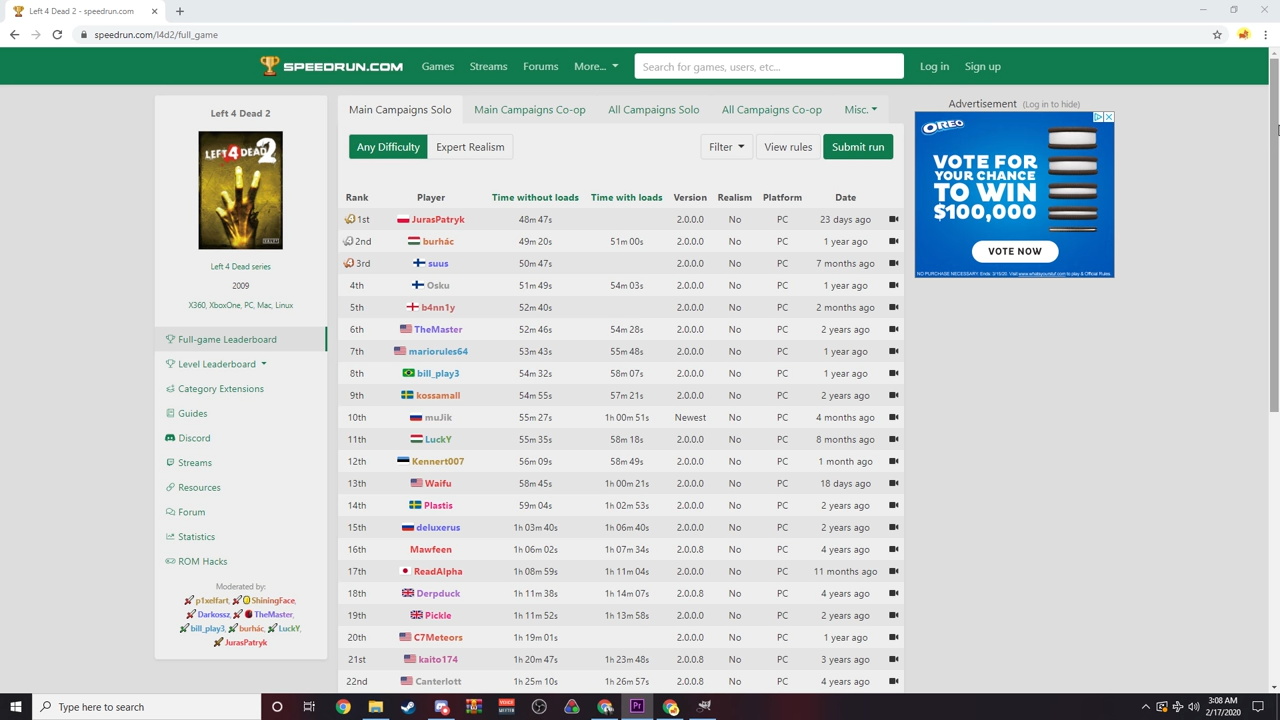 Left 4 Dead 2 - speedrun.com
speedrun.com/l4d2/full_game
SPEEDRUN.COM Games Streams Forums More... Search for games, users, etc... Log in Sign up
Left 4 Dead 2
LEFT 4 DEAD 2
VALVE
Left 4 Dead series
2009
X360, XboxOne, PC, Mac, Linux
Full-game Leaderboard
Level Leaderboard
Category Extensions
Guides
Discord
Streams
Resources
Forum
Statistics
ROM Hacks
Moderated by:
p1xelfart, ShiningFace,
Darkossz, TheMaster,
bill_play3, burhác, LuckY,
JurasPatryk
Main Campaigns Solo Main Campaigns Co-op All Campaigns Solo All Campaigns Co-op Misc.
Any Difficulty Expert Realism Filter View rules Submit run
Rank Player Time without loads Time with loads Version Realism Platform Date
1st JurasPatryk 48m 47s 2.0.0.0 No PC 23 days ago
2nd burhác 49m 20s 51m 00s 2.0.0.0 No PC 1 year ago
3rd suus 50m 47s 2.0.0.0 No PC 7 months ago
4th Osku 51m 49s 54m 03s 2.0.0.0 No PC 1 year ago
5th b4nn1y 52m 40s 2.0.0.0 No PC 2 months ago
6th TheMaster 52m 46s 54m 28s 2.0.0.0 No PC 2 years ago
7th mariorules64 53m 43s 55m 48s 2.0.0.0 No PC 1 year ago
8th bill_play3 54m 32s 58m 07s 2.0.0.0 No PC 1 year ago
9th kossamall 54m 55s 57m 21s 2.0.0.0 No PC 2 years ago
10th muJik 55m 27s 1h 00m 51s Newest No PC 4 months ago
11th LuckY 55m 35s 58m 18s 2.0.0.0 No PC 8 months ago
12th Kennert007 56m 09s 58m 49s 2.0.0.0 No PC 1 month ago
13th Waifu 58m 45s 1h 00m 21s 2.0.0.0 No PC 18 days ago
14th Plastis 59m 04s 1h 02m 53s 2.0.0.0 No PC 2 years ago
15th deluxerus 1h 03m 40s 1h 06m 40s 2.0.0.0 No PC 2 years ago
16th Mawfeen 1h 06m 02s 1h 07m 34s 2.0.0.8 No PC 4 years ago
17th ReadAlpha 1h 08m 59s 1h 11m 04s 2.0.0.0 No PC 11 months ago
18th Derpduck 1h 11m 38s 1h 14m 07s 2.0.0.8 No PC 4 years ago
19th Pickle 1h 11m 52s 1h 13m 58s 2.0.0.0 No PC 2 years ago
20th C7Meteors 1h 19m 01s 2.0.0.0 No PC 1 year ago
21st kaito174 1h 20m 47s 1h 23m 48s 2.0.0.8 No PC 3 years ago
22nd Canterlott 1h 25m 10s 1h 26m 57s 2.0.0.8 No PC 4 years ago
Advertisement (Log in to hide)
OREO
VOTE FOR
YOUR CHANCE
TO WIN
$100,000
VOTE NOW
Type here to search
3:08 AM
2/17/2020